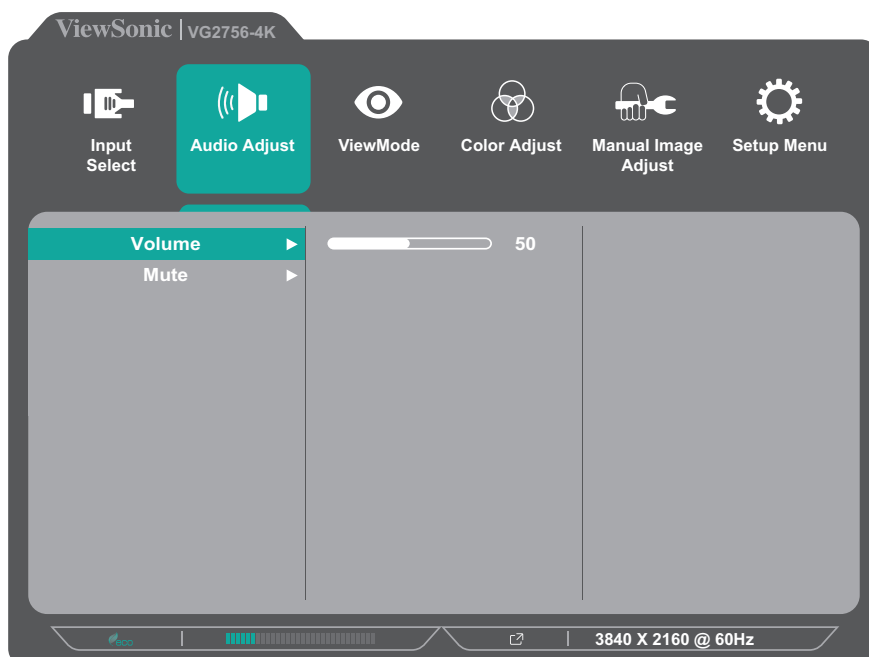 ViewSonic | VG2756-4K
Input
Select
Audio Adjust
ViewMode
Color Adjust
Manual Image
Adjust
Setup Menu
Volume
50
Mute
eco
3840 X 2160 @ 60Hz